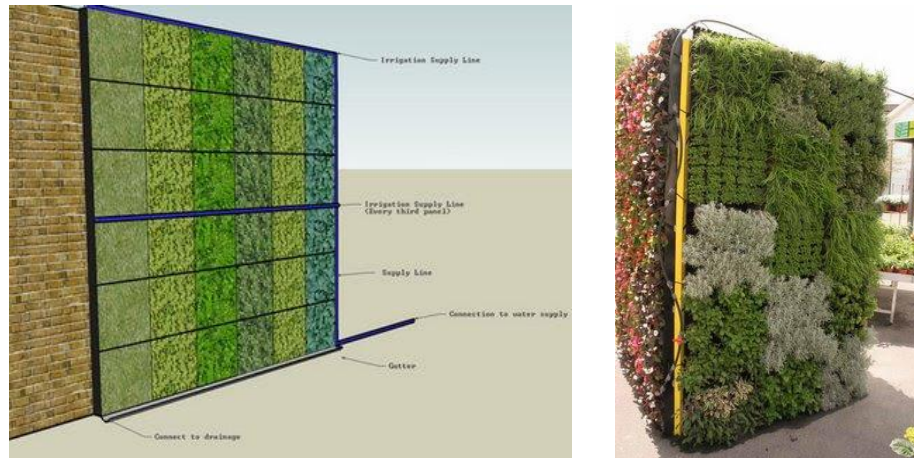 Irrigation Supply Line
Irrigation Supply Line
(Every third panel)
Supply Line
Connection to water supply
Gutter
Connect to drainage